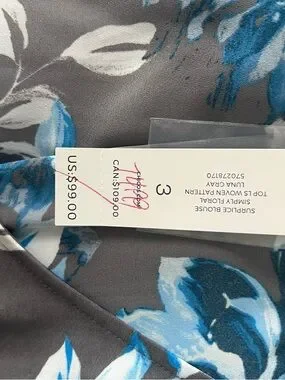 SURPLICE BLOUSE
SIMPLY FLORAL
TOP LS WOVEN PATTERN
LUNA GRAY
570278170
3
CAN:$109.00
US:$99.00